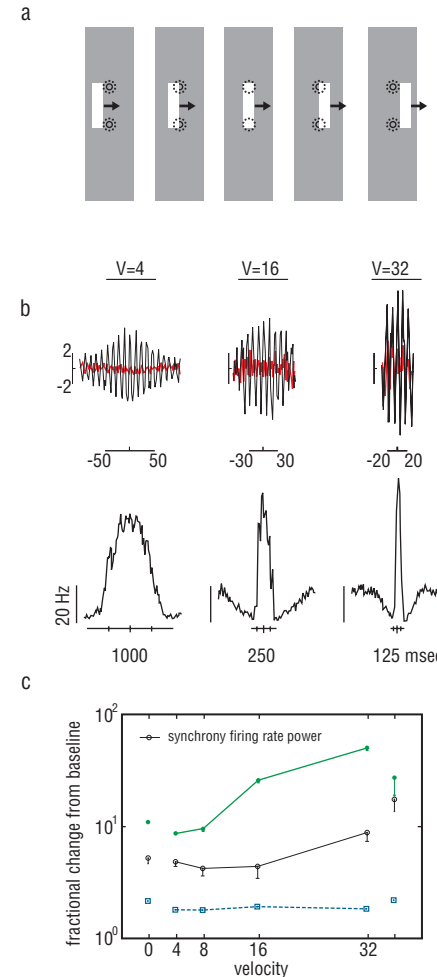 a
V=4 V=16 V=32
b
2
-2
-50 50 -30 30 -20 20
20 Hz
1000 250 125 msec
c
10²
synchrony firing rate power
10¹
10⁰
fractional change from baseline
0 4 8 16 32
velocity